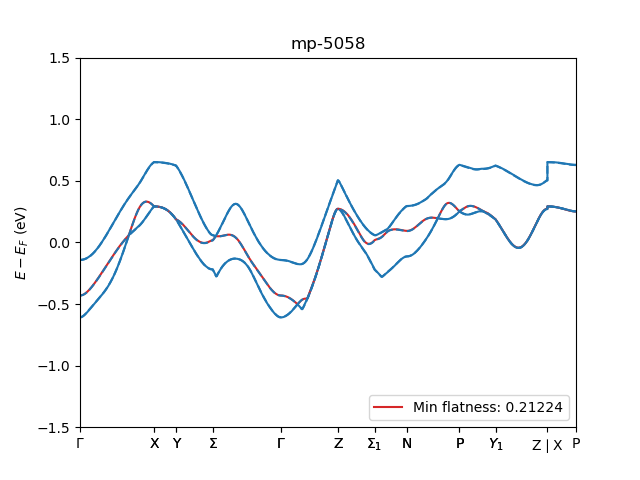 mp-5058
1.5
1.0
0.5
0.0
−0.5
−1.0
−1.5
E − E_F (eV)
Min flatness: 0.21224
Γ X Y Σ Γ Z Σ₁ N P Y₁ Z | X P